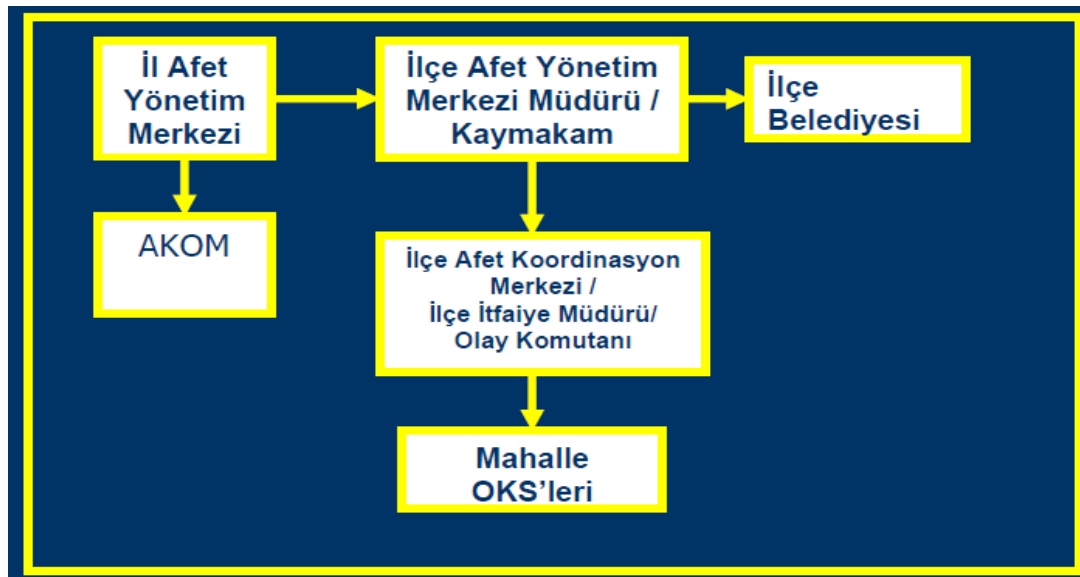 İl Afet
Yönetim
Merkezi
İlçe Afet Yönetim
Merkezi Müdürü /
Kaymakam
İlçe
Belediyesi
AKOM
İlçe Afet Koordinasyon
Merkezi /
İlçe İtfaiye Müdürü/
Olay Komutanı
Mahalle
OKS'leri